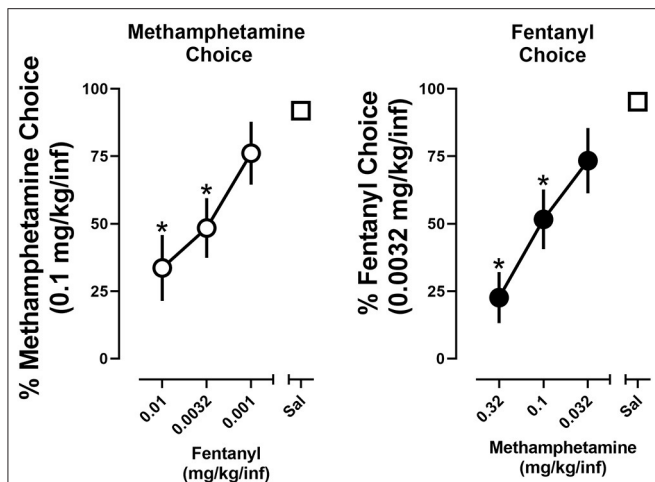 Methamphetamine
Choice
% Methamphetamine Choice
(0.1 mg/kg/inf)
100
75
50
25
0
*
*
0.01
0.0032
0.001
Sal
Fentanyl
(mg/kg/inf)
Fentanyl
Choice
% Fentanyl Choice
(0.0032 mg/kg/inf)
100
75
50
25
0
*
*
0.32
0.1
0.032
Sal
Methamphetamine
(mg/kg/inf)